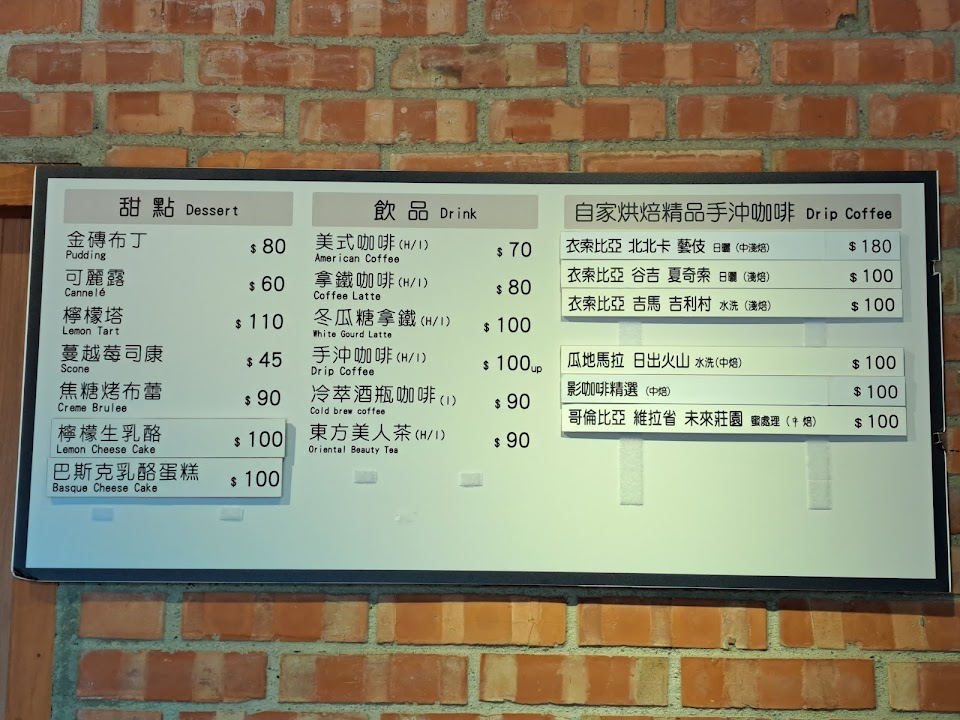 甜點 Dessert
金磚布丁 $80
Pudding
可麗露 $60
Cannelé
檸檬塔 $110
Lemon Tart
蔓越莓司康 $45
Scone
焦糖烤布蕾 $90
Creme Brulee
檸檬生乳酪 $100
Lemon Cheese Cake
巴斯克乳酪蛋糕 $100
Basque Cheese Cake
飲品 Drink
美式咖啡(H/I) $70
American Coffee
拿鐵咖啡(H/I) $80
Coffee Latte
冬瓜糖拿鐵(H/I) $100
White Gourd Latte
手沖咖啡(H/I) $100up
Drip Coffee
冷萃酒瓶咖啡(I) $90
Cold brew coffee
東方美人茶(H/I) $90
Oriental Beauty Tea
自家烘焙精品手沖咖啡 Drip Coffee
衣索比亞 北北卡 藝伎 日曬 (中淺焙) $180
衣索比亞 谷吉 夏奇索 日曬 (淺焙) $100
衣索比亞 吉馬 吉利村 水洗 (淺焙) $100
瓜地馬拉 日出火山 水洗(中焙) $100
影咖啡精選 (中焙) $100
哥倫比亞 維拉省 未來莊園 蜜處理 (中焙) $100